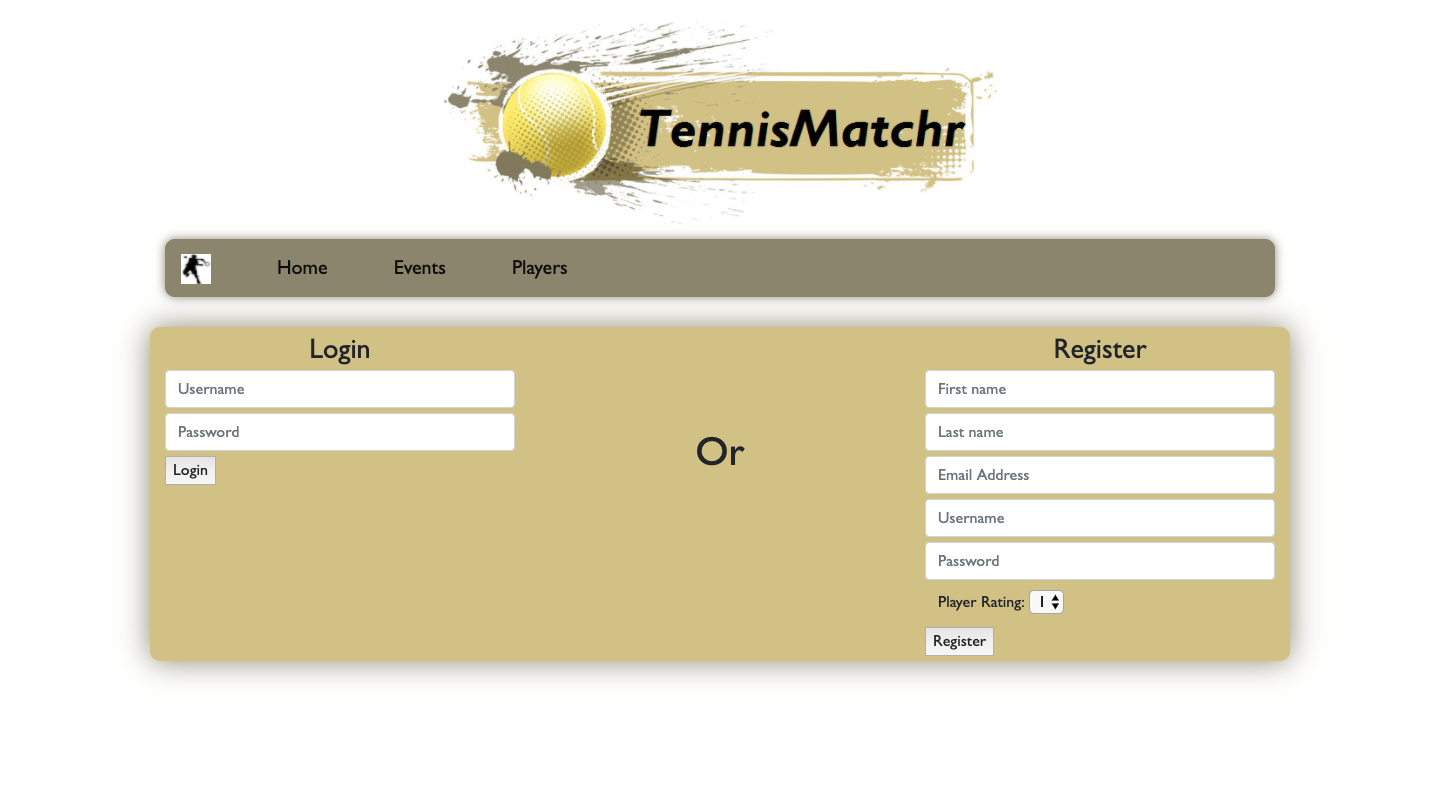 TennisMatchr
Home Events Players
Login
Username
Password
Login
Or
Register
First name
Last name
Email Address
Username
Password
Player Rating: 1
Register